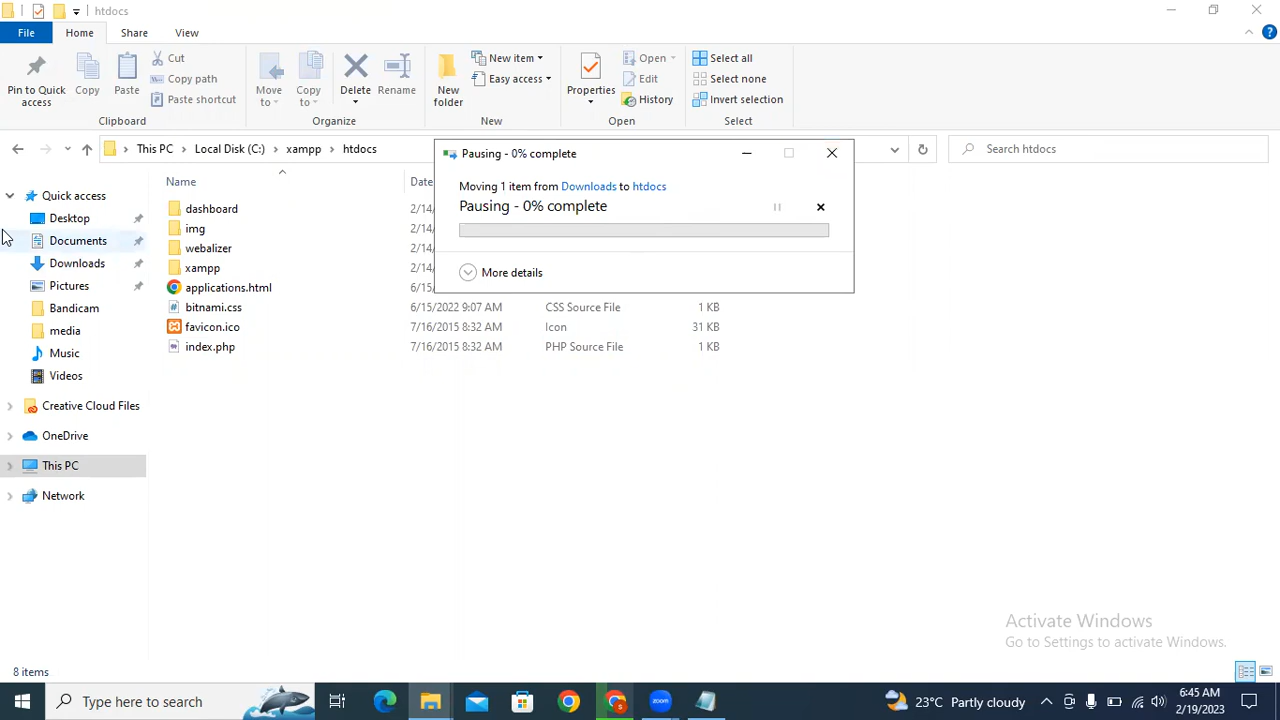 htdocs
File
Home
Share
View
Pin to Quick access
Copy
Paste
Cut
Copy path
Paste shortcut
Clipboard
Move to
Copy to
Delete
Rename
Organize
New folder
New item
Easy access
New
Properties
Open
Edit
History
Open
Select all
Select none
Invert selection
Select
This PC
Local Disk (C:)
xampp
htdocs
Search htdocs
Pausing - 0% complete
Moving 1 item from Downloads to htdocs
Pausing - 0% complete
More details
Quick access
Desktop
Documents
Downloads
Pictures
Bandicam
media
Music
Videos
Creative Cloud Files
OneDrive
This PC
Network
Name
Date
dashboard 2/14
img 2/14
webalizer 2/14
xampp 2/14
applications.html 6/15
bitnami.css 6/15/2022 9:07 AM CSS Source File 1 KB
favicon.ico 7/16/2015 8:32 AM Icon 31 KB
index.php 7/16/2015 8:32 AM PHP Source File 1 KB
Activate Windows
Go to Settings to activate Windows.
8 items
Type here to search
zoom
23°C Partly cloudy
6:45 AM
2/19/2023